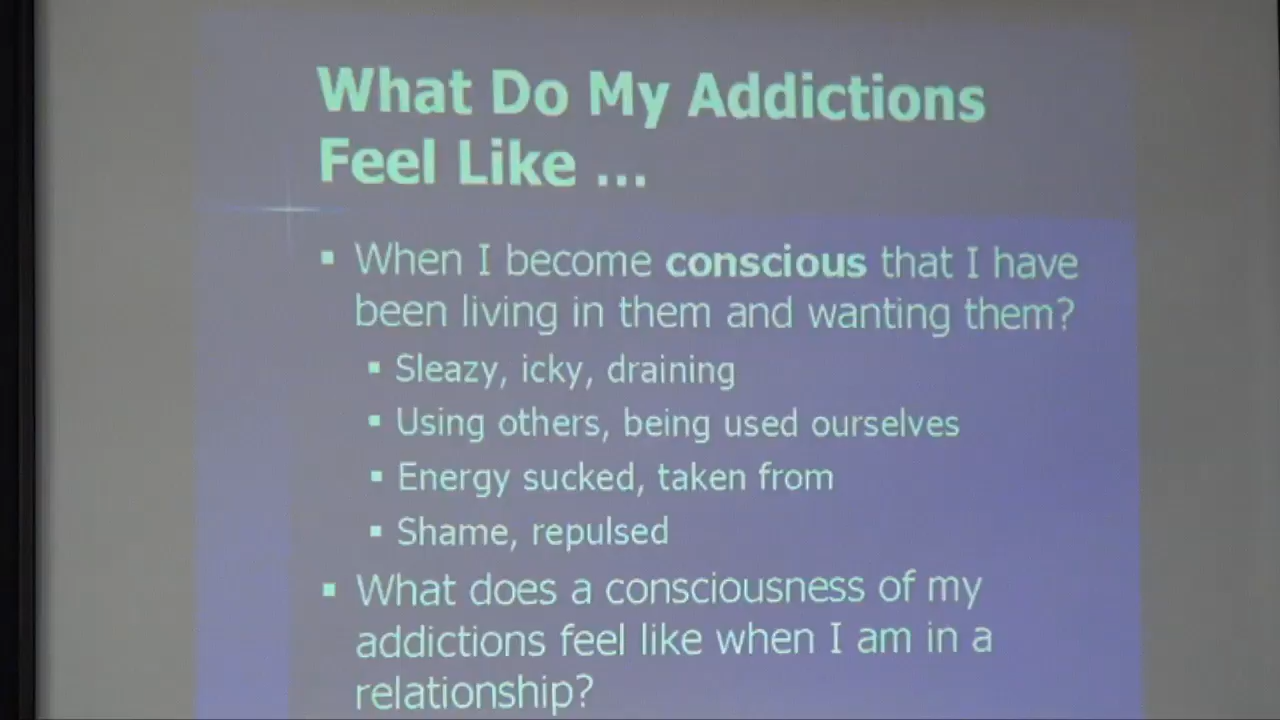 What Do My Addictions
Feel Like ...
▪ When I become conscious that I have
been living in them and wanting them?
▪ Sleazy, icky, draining
▪ Using others, being used ourselves
▪ Energy sucked, taken from
▪ Shame, repulsed
▪ What does a consciousness of my
addictions feel like when I am in a
relationship?